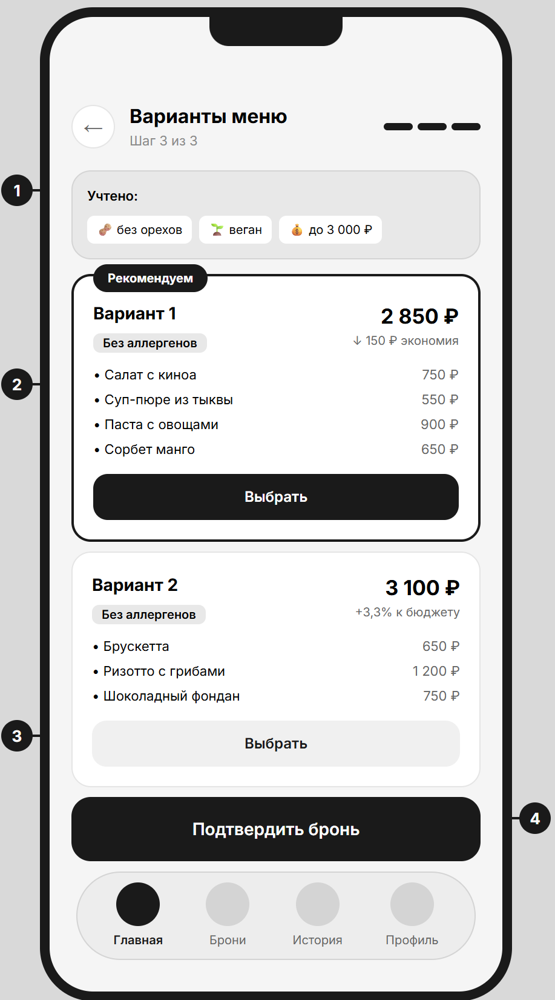 ←
Варианты меню
Шаг 3 из 3
1
Учтено:
🥜 без орехов 🌱 веган 💰 до 3 000 ₽
Рекомендуем
Вариант 1 2 850 ₽
Без аллергенов ↓ 150 ₽ экономия
2
• Салат с киноа 750 ₽
• Суп-пюре из тыквы 550 ₽
• Паста с овощами 900 ₽
• Сорбет манго 650 ₽
Выбрать
Вариант 2 3 100 ₽
Без аллергенов +3,3% к бюджету
• Брускетта 650 ₽
• Ризотто с грибами 1 200 ₽
• Шоколадный фондан 750 ₽
3
Выбрать
4
Подтвердить бронь
Главная Брони История Профиль